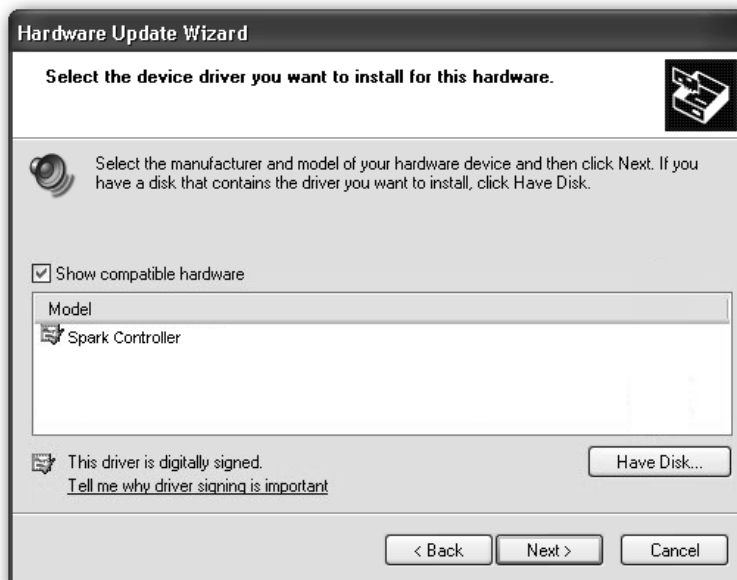 Hardware Update Wizard
Select the device driver you want to install for this hardware.
Select the manufacturer and model of your hardware device and then click Next. If you
have a disk that contains the driver you want to install, click Have Disk.
Show compatible hardware
Model
Spark Controller
This driver is digitally signed.
Have Disk...
Tell me why driver signing is important
< Back
Next >
Cancel